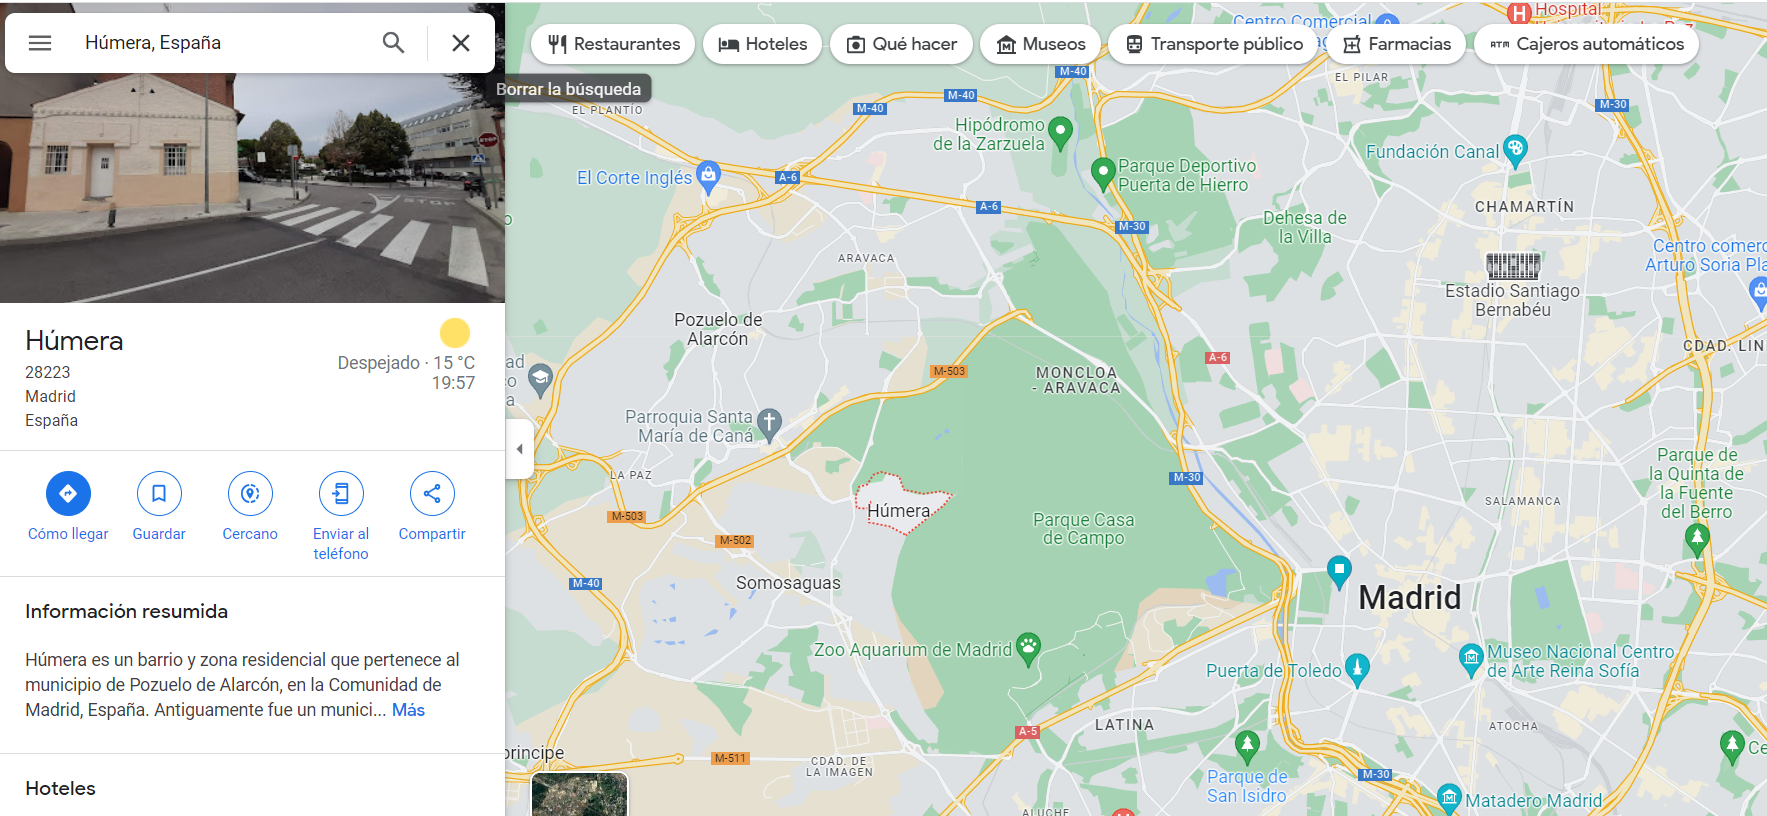 Húmera, España
Borrar la búsqueda
STOP
STOP
Húmera
28223
Madrid
España
Despejado · 15 °C
19:57
Cómo llegar
Guardar
Cercano
Enviar al
teléfono
Compartir
Información resumida
Húmera es un barrio y zona residencial que pertenece al
municipio de Pozuelo de Alarcón, en la Comunidad de
Madrid, España. Antiguamente fue un munici... Más
Hoteles
Restaurantes
Hoteles
Qué hacer
Museos
Transporte público
Farmacias
ATM
Cajeros automáticos
Centro Comercial
H
Hospital
EL PILAR
M-40
M-40
M-40
M-30
EL PLANTÍO
Hipódromo
de la Zarzuela
Fundación Canal
El Corte Inglés
A-6
Parque Deportivo
Puerta de Hierro
A-6
M-30
CHAMARTÍN
Dehesa de
la Villa
Centro comerc
Arturo Soria Pla
ARAVACA
Estadio Santiago
Bernabéu
Pozuelo de
Alarcón
CDAD. LIN
A-6
M-503
MONCLOA
- ARAVACA
ad
o
a
Parroquia Santa
María de Caná
LA PAZ
M-30
Parque de
la Quinta de
la Fuente
del Berro
SALAMANCA
Húmera
M-503
Parque Casa
de Campo
M-502
M-40
Somosaguas
Madrid
Zoo Aquarium de Madrid
Puerta de Toledo
Museo Nacional Centro
de Arte Reina Sofía
A-5
LATINA
ATOCHA
principe
M-511
CDAD. DE
LA IMAGEN
Parque de
San Isidro
M-30
Ce
Matadero Madrid
ALUCHE